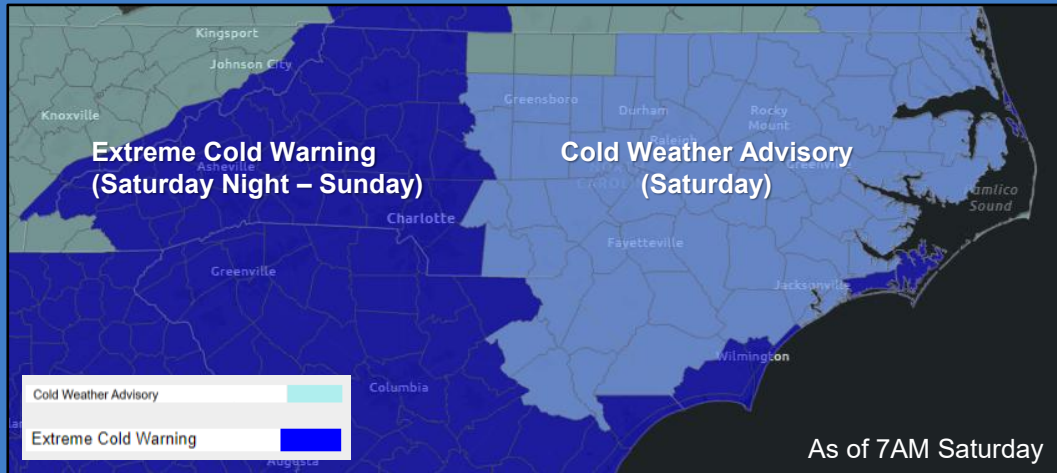 Kingsport
Johnson City
Knoxville
Greensboro
Durham
Rocky
Mount
Raleigh
Extreme Cold Warning
(Saturday Night – Sunday)
Cold Weather Advisory
(Saturday)
Asheville
Greenville
Charlotte
Pamlico
Sound
Fayetteville
Greenville
Jacksonville
Wilmington
Columbia
Cold Weather Advisory
Extreme Cold Warning
Augusta
As of 7AM Saturday